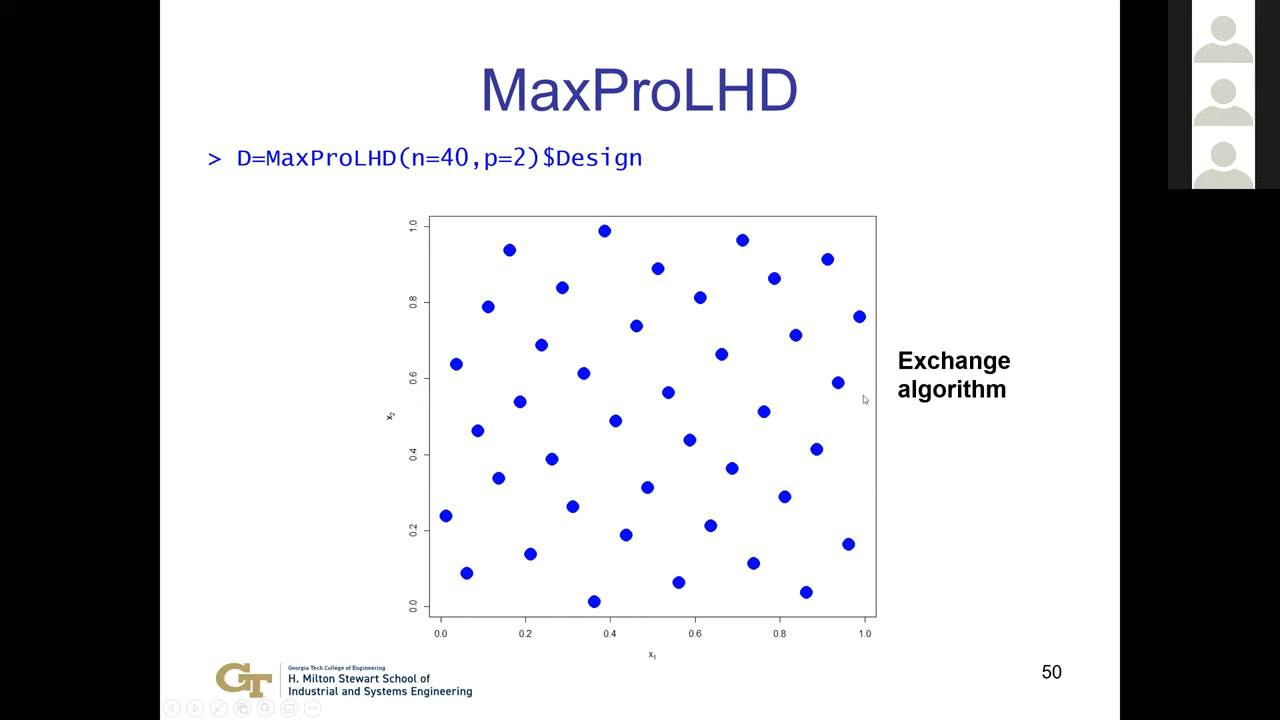 MaxProLHD
> D=MaxProLHD(n=40,p=2)$Design
1.0
0.8
0.6
0.4
0.2
0.0
x2
0.0 0.2 0.4 0.6 0.8 1.0
x1
Exchange
algorithm
GT
Georgia Tech College of Engineering
H. Milton Stewart School of
Industrial and Systems Engineering
50